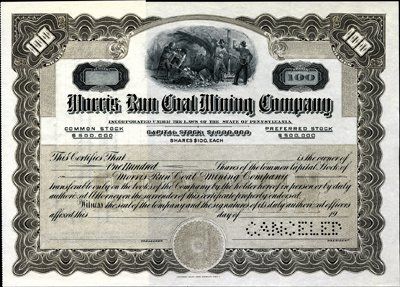 100 100
100
Morris Run Coal Mining Company
INCORPORATED UNDER THE LAWS OF THE STATE OF PENNSYLVANIA
COMMON STOCK CAPITAL STOCK $1,000,000 PREFERRED STOCK
$500,000 $500,000
SHARES $100 EACH
This Certifies That is the owner of
One Hundred Shares of the Common Capital Stock of
Morris Run Coal Mining Company
transferable only on the books of the Company by the holder hereof in person or by duly
authorized Attorney on the surrender of this certificate properly endorsed.
Witness the seal of the Company and the signatures of its duly authorized officers
affixed this day of 19
CANCELED
TREASURER PRESIDENT